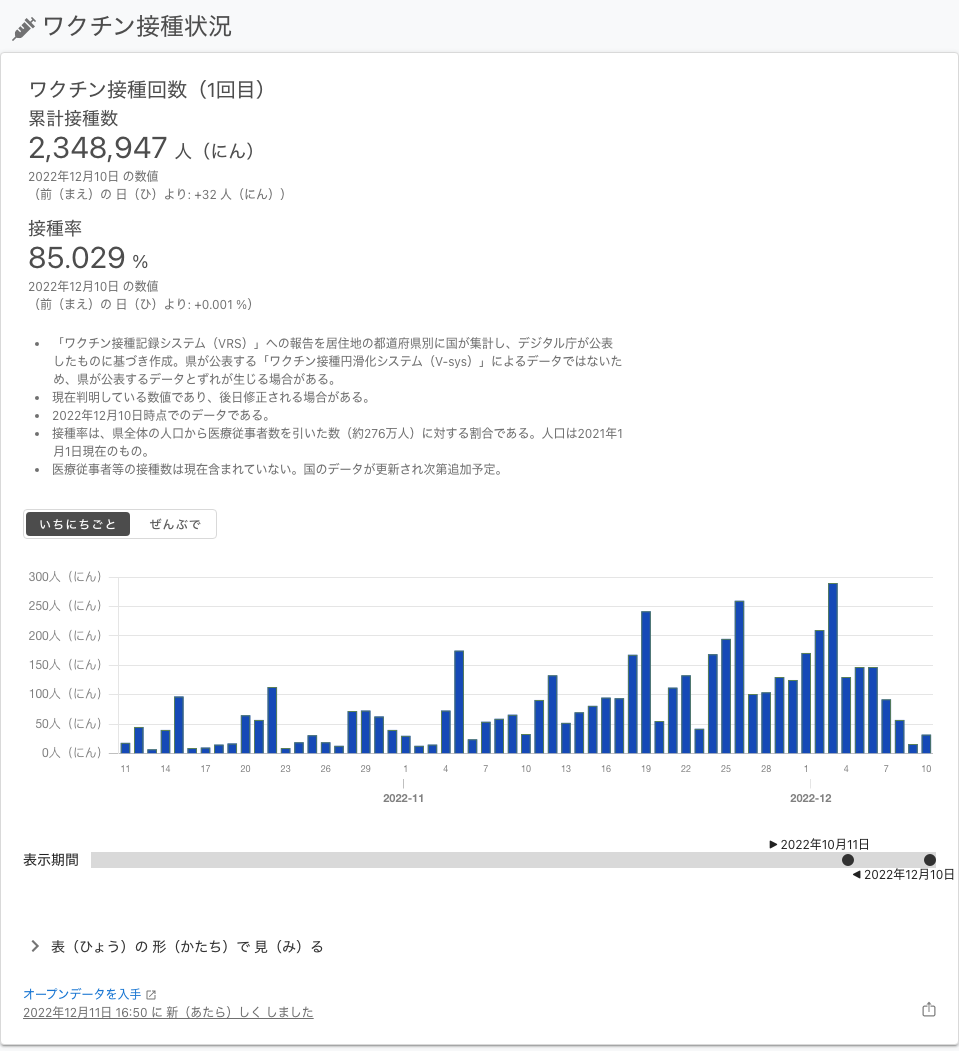 ワクチン接種状況
ワクチン接種回数（1回目）
累計接種数
2,348,947 人（にん）
2022年12月10日 の数値
（前（まえ）の 日（ひ）より: +32 人（にん））
接種率
85.029 %
2022年12月10日 の数値
（前（まえ）の 日（ひ）より: +0.001 %）
• 「ワクチン接種記録システム（VRS）」への報告を居住地の都道府県別に国が集計し、デジタル庁が公表
したものに基づき作成。県が公表する「ワクチン接種円滑化システム（V-sys）」によるデータではないた
め、県が公表するデータとずれが生じる場合がある。
• 現在判明している数値であり、後日修正される場合がある。
• 2022年12月10日時点でのデータである。
• 接種率は、県全体の人口から医療従事者数を引いた数（約276万人）に対する割合である。人口は2021年1
月1日現在のもの。
• 医療従事者等の接種数は現在含まれていない。国のデータが更新され次第追加予定。
いちにちごと ぜんぶで
300人（にん）
250人（にん）
200人（にん）
150人（にん）
100人（にん）
50人（にん）
0人（にん）
11 14 17 20 23 26 29 1 4 7 10 13 16 19 22 25 28 1 4 7 10
2022-11 2022-12
▶ 2022年10月11日
表示期間
◀ 2022年12月10日
表（ひょう）の 形（かたち）で 見（み）る
オープンデータを入手
2022年12月11日 16:50 に 新（あたら）しく しました